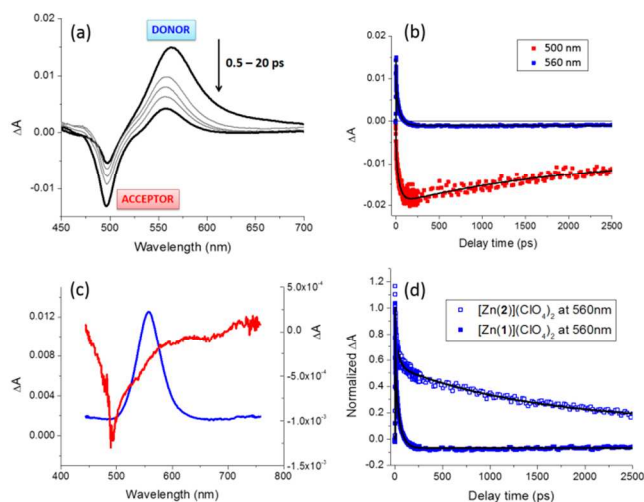 (a)
DONOR
0.5 – 20 ps
ACCEPTOR
0.02
0.01
0.00
-0.01
ΔA
450 500 550 600 650 700
Wavelength (nm)
(b)
500 nm
560 nm
0.02
0.01
0.00
-0.01
-0.02
ΔA
0 500 1000 1500 2000 2500
Delay time (ps)
(c)
0.012
0.008
0.004
0.000
ΔA
5.0x10⁻⁴
0.0
-5.0x10⁻⁴
-1.0x10⁻³
-1.5x10⁻³
ΔA
500 600 700 800
Wavelength (nm)
(d)
[Zn(2)](ClO₄)₂ at 560nm
[Zn(1)](ClO₄)₂ at 560nm
1.2
1.0
0.8
0.6
0.4
0.2
0.0
-0.2
Normalized ΔA
0 500 1000 1500 2000 2500
Delay time (ps)